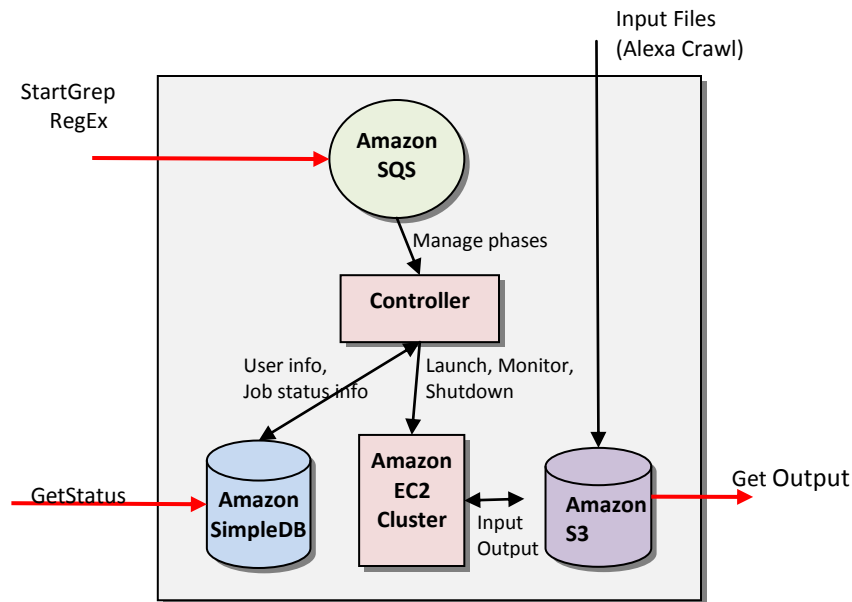 Input Files
(Alexa Crawl)
StartGrep
RegEx
Amazon
SQS
Manage phases
Controller
User info,
Job status info
Launch, Monitor,
Shutdown
GetStatus
Amazon
SimpleDB
Amazon
EC2
Cluster
Input
Output
Amazon
S3
Get Output